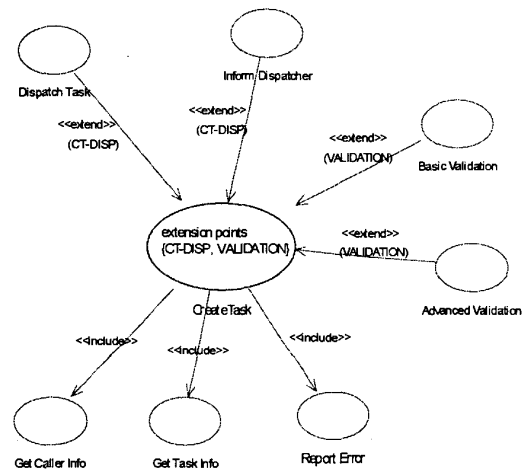 Inform Dispatcher
Dispatch Task
<<extend>>
(CT-DISP)
<<extend>>
(CT-DISP)
<<extend>>
(VALIDATION)
Basic Validation
extension points
{CT-DISP, VALIDATION}
<<extend>>
(VALIDATION)
CreateTask
Advanced Validation
<<include>>
<<include>>
<<include>>
Get Caller Info
Get Task Info
Report Error